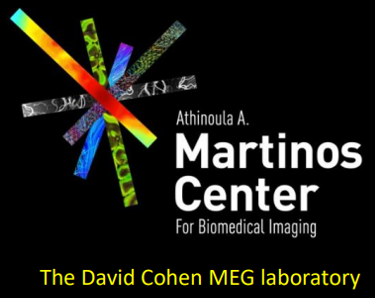 Athinoula A.
Martinos
Center
For Biomedical Imaging
The David Cohen MEG laboratory